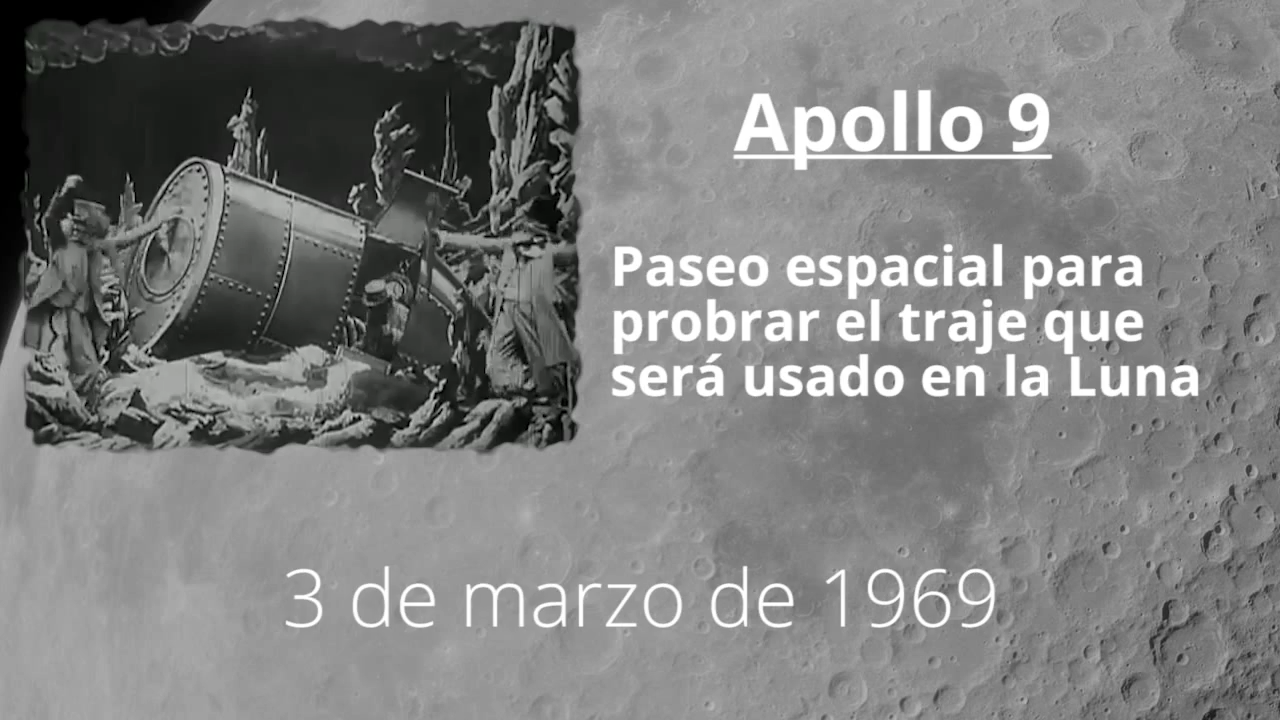 Apollo 9
Paseo espacial para
probrar el traje que
será usado en la Luna
3 de marzo de 1969